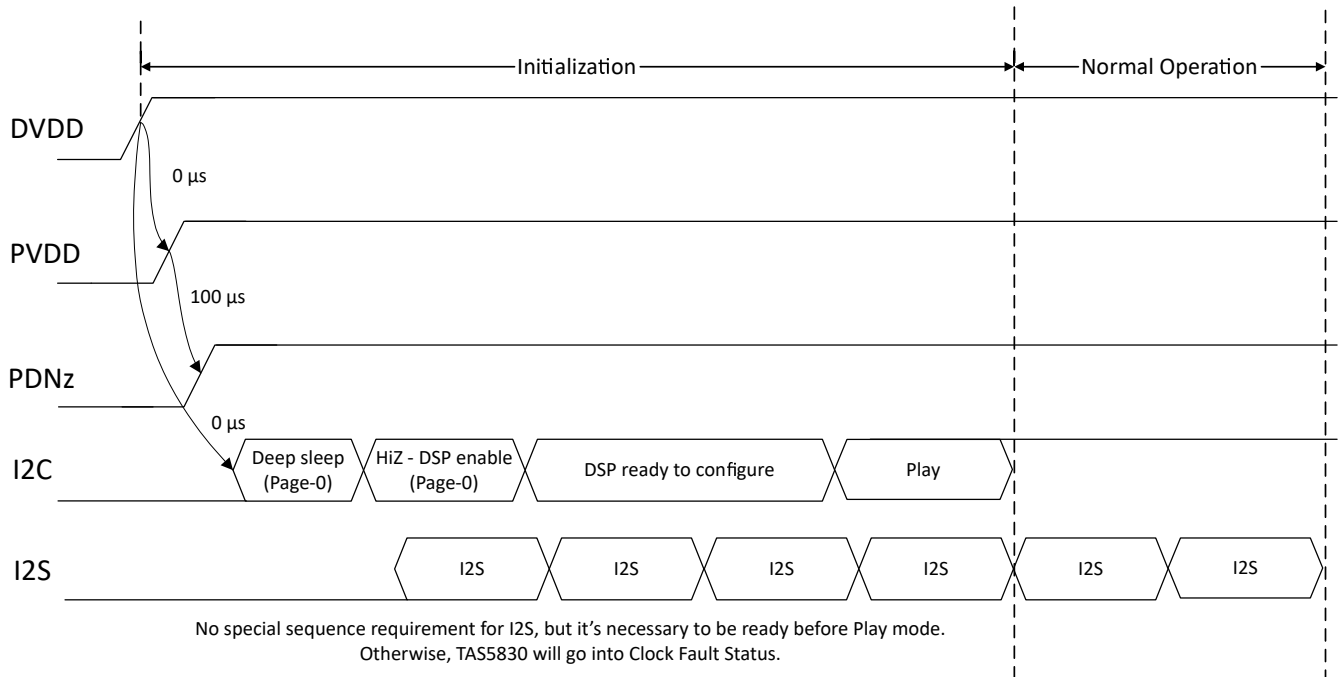 Initialization
Normal Operation
DVDD
0 µs
PVDD
100 µs
PDNz
0 µs
I2C
Deep sleep
(Page-0)
HiZ - DSP enable
(Page-0)
DSP ready to configure
Play
I2S
I2S
I2S
I2S
I2S
I2S
I2S
No special sequence requirement for I2S, but it's necessary to be ready before Play mode.
Otherwise, TAS5830 will go into Clock Fault Status.